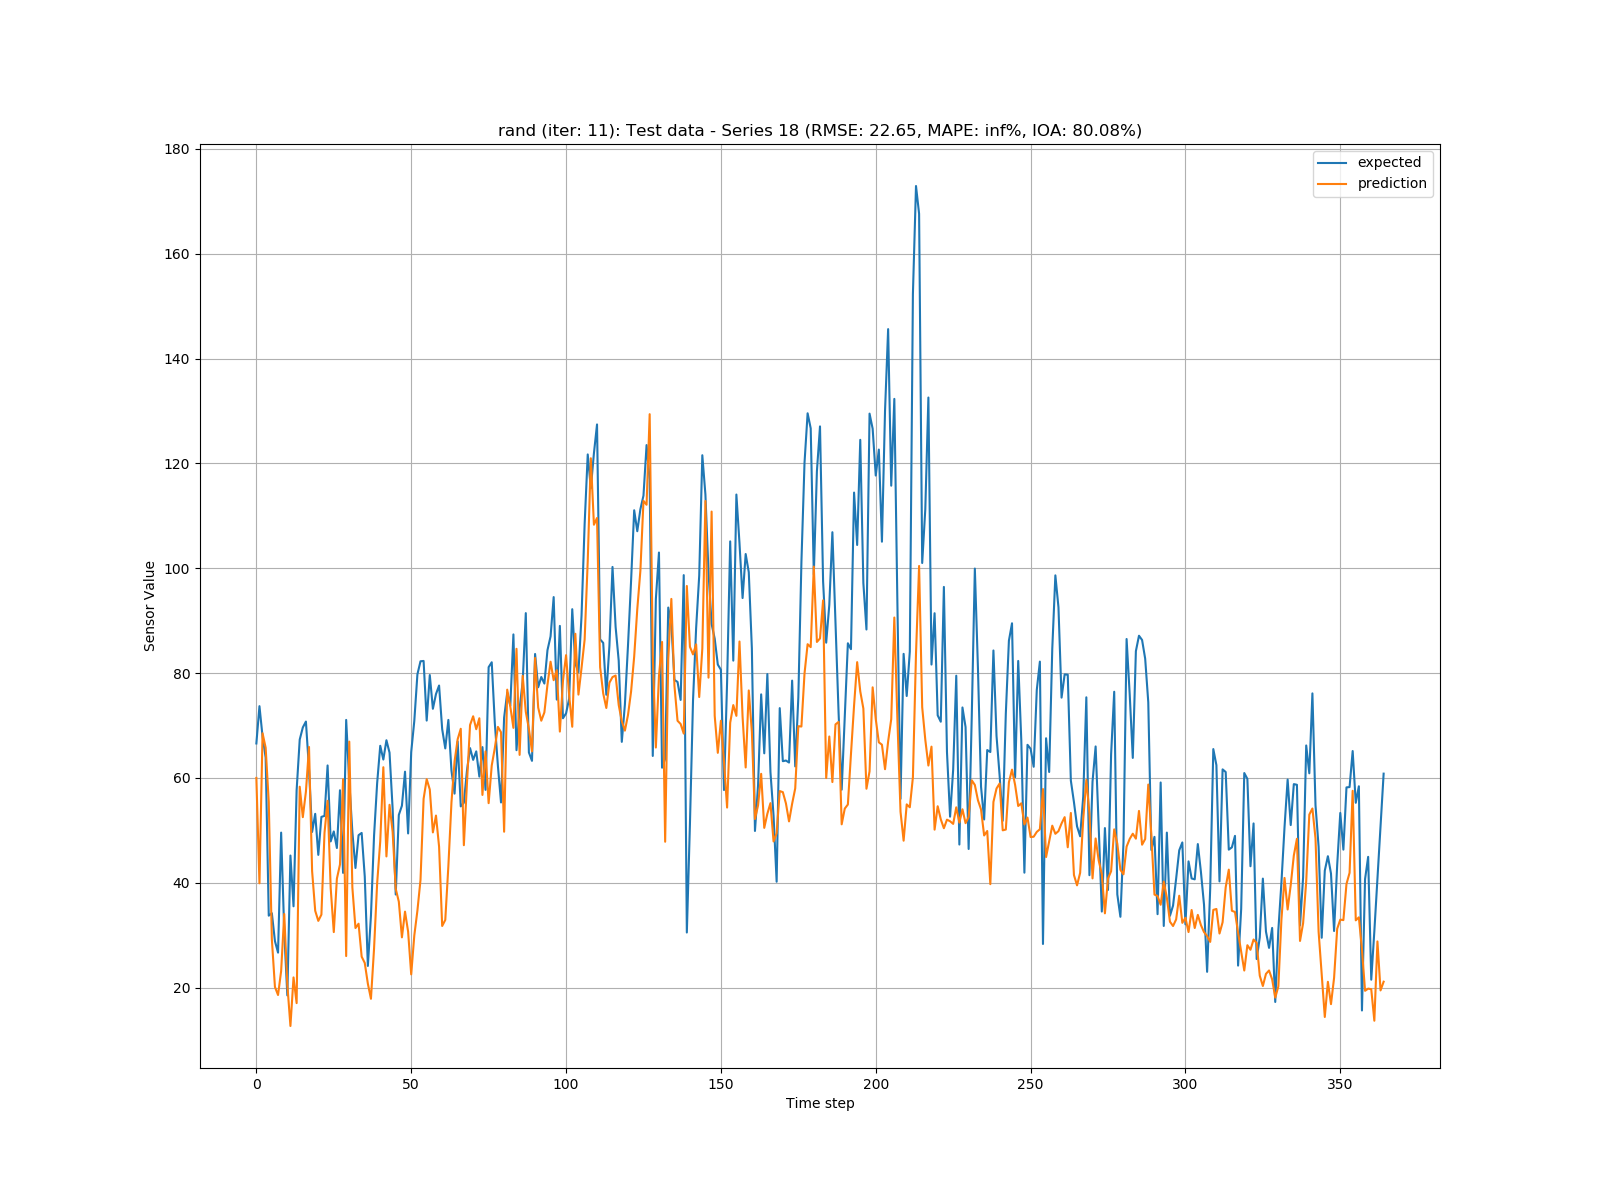 rand (iter: 11): Test data - Series 18 (RMSE: 22.65, MAPE: inf%, IOA: 80.08%)
expected
prediction
180
160
140
120
100
80
60
40
20
Sensor Value
0 50 100 150 200 250 300 350
Time step